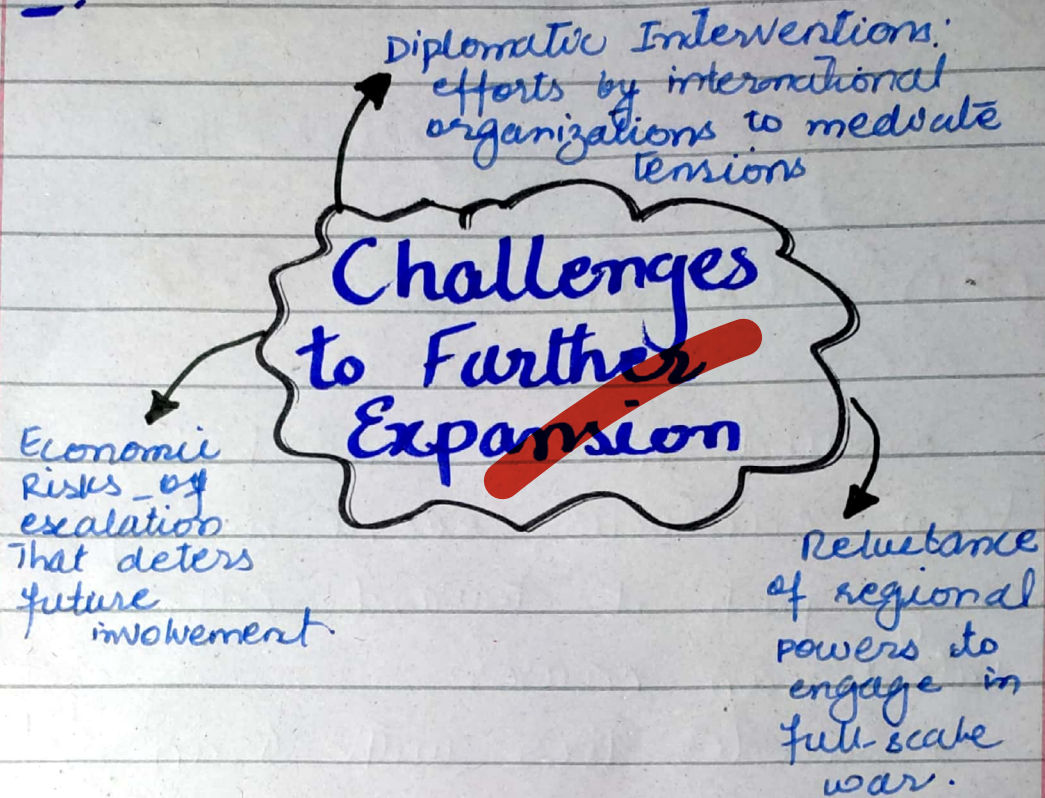 Diplomatic Interventions:
efforts by international
organizations to mediate
tensions
Challenges
to Further
Expansion
Economic
Risks of
escalation
That deters
future
involvement.
Reluctance
of regional
powers to
engage in
full-scale
war.